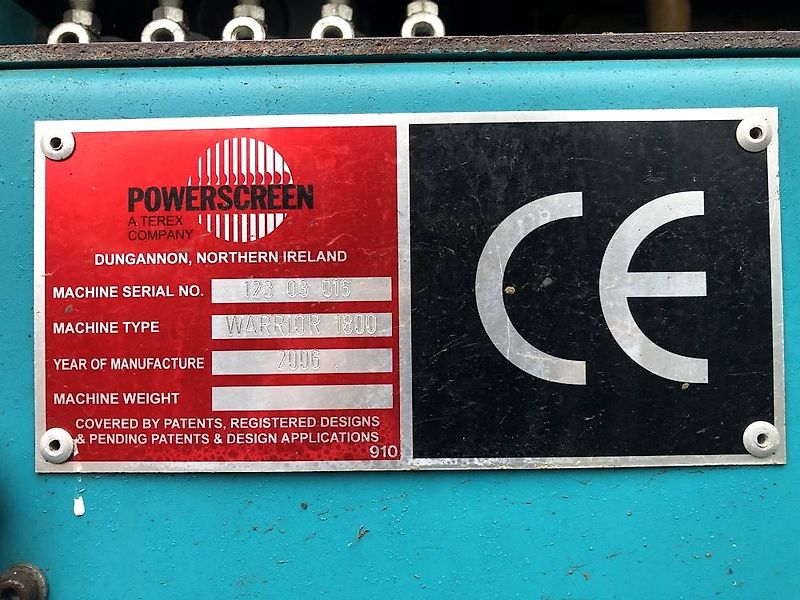 POWERSCREEN
A TEREX
COMPANY
DUNGANNON, NORTHERN IRELAND
MACHINE SERIAL NO. 123 03 016
MACHINE TYPE WARRIOR 1800
YEAR OF MANUFACTURE 2006
MACHINE WEIGHT
COVERED BY PATENTS, REGISTERED DESIGNS
& PENDING PATENTS & DESIGN APPLICATIONS
910
CE